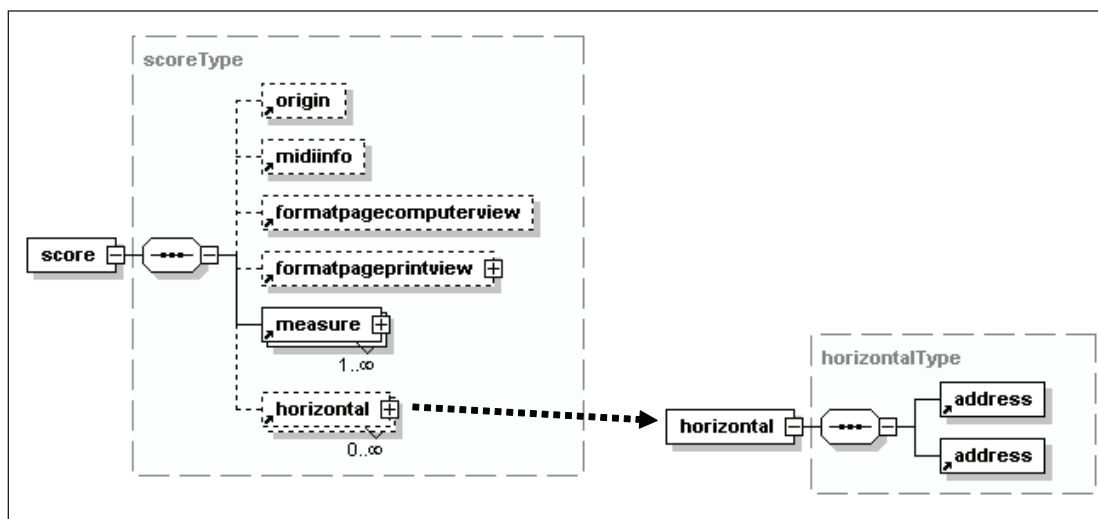 scoreType
origin
midiinfo
formatpagecomputerview
score
formatpageprintview
measure
1..∞
horizontal
0..∞
horizontalType
address
horizontal
address